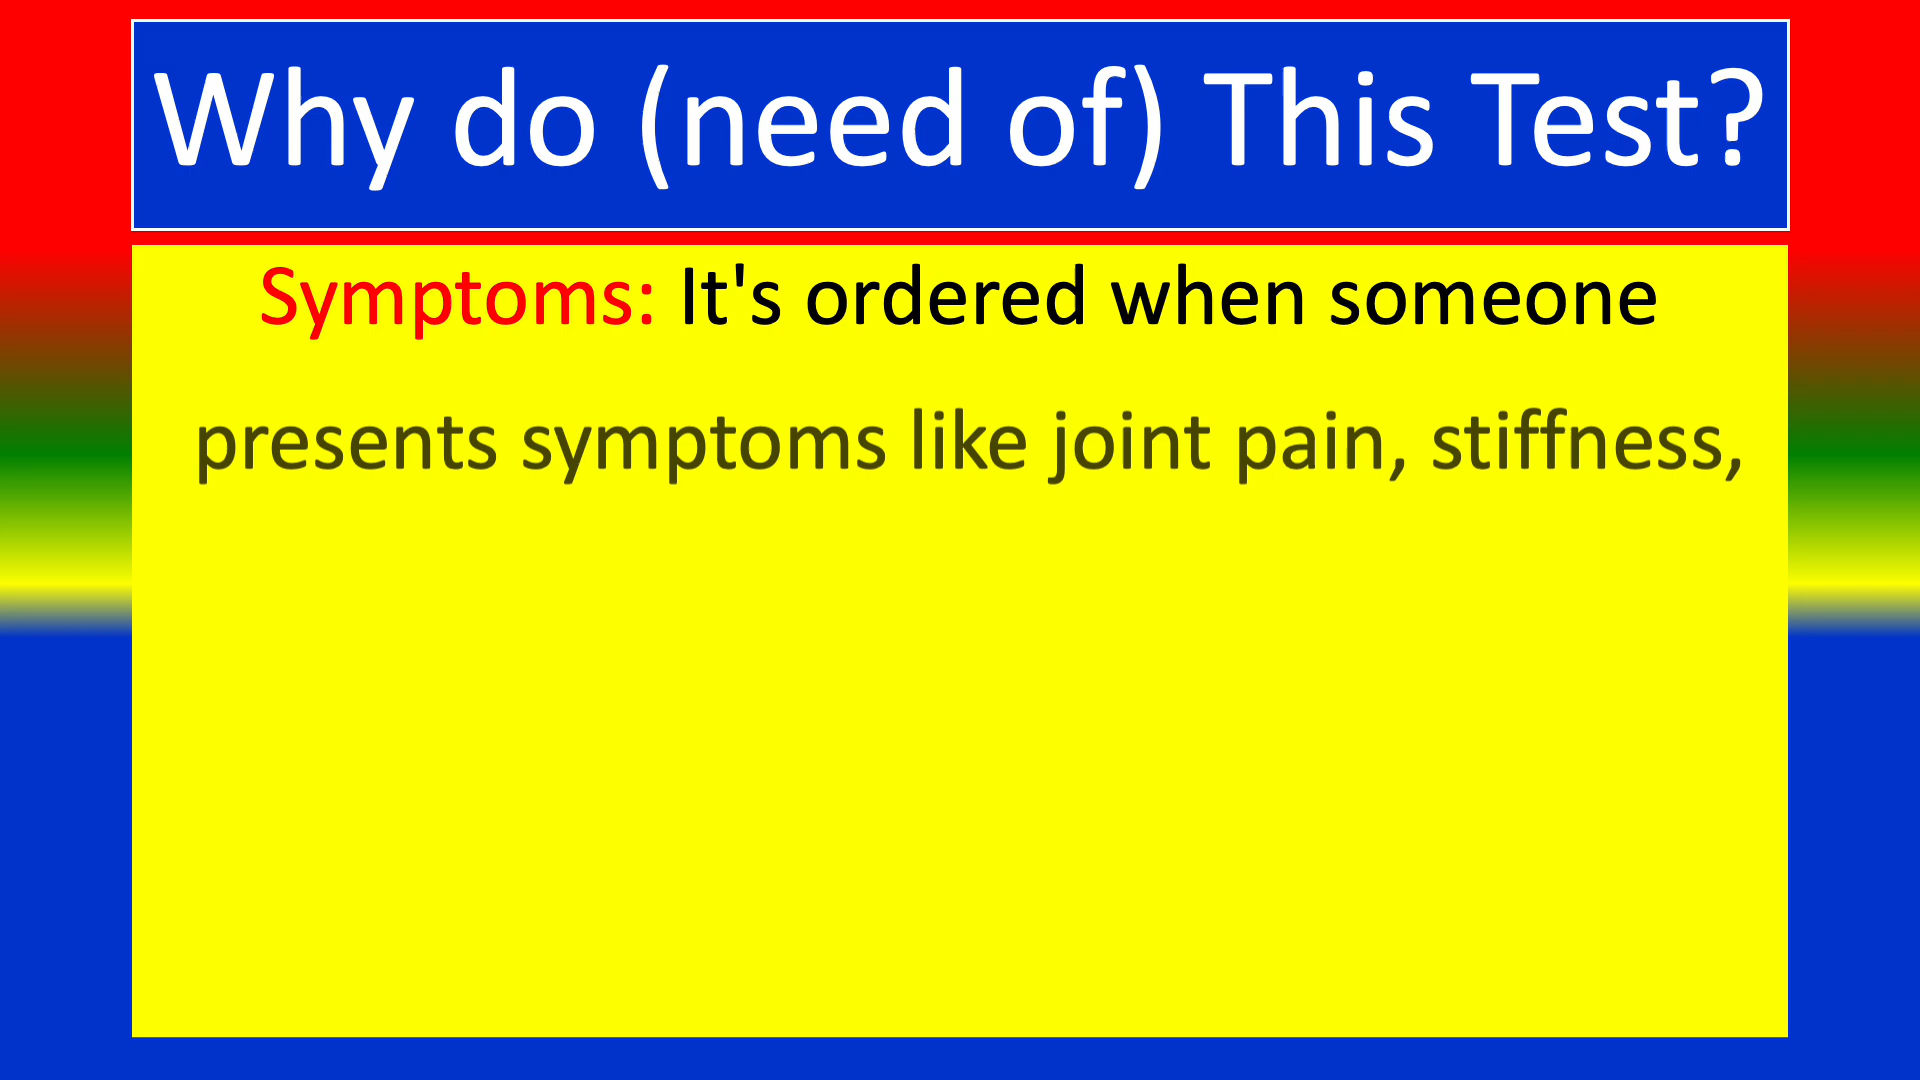 Why do (need of) This Test?
Symptoms: It's ordered when someone
presents symptoms like joint pain, stiffness,